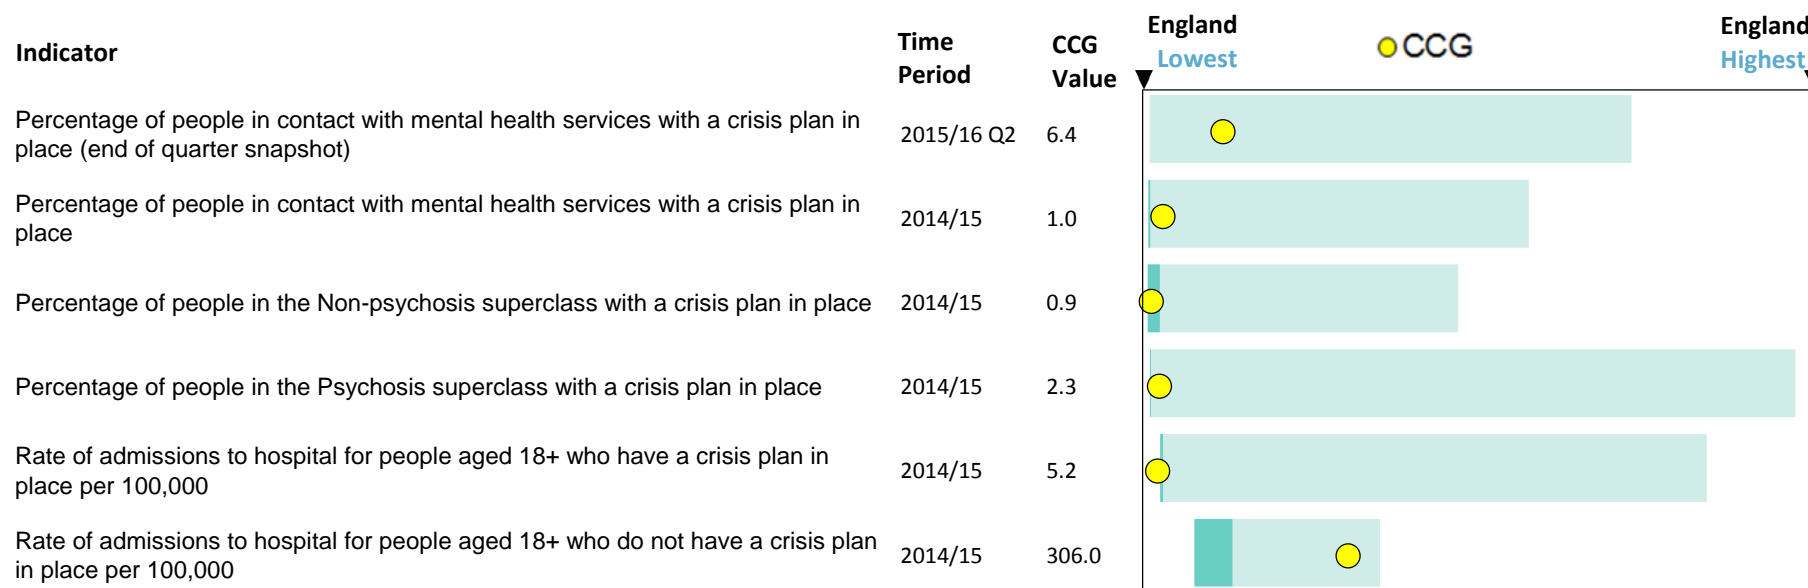 Indicator
Time Period
CCG Value
England Lowest
CCG
England Highest
Percentage of people in contact with mental health services with a crisis plan in
place (end of quarter snapshot)
2015/16 Q2
6.4
Percentage of people in contact with mental health services with a crisis plan in
place
2014/15
1.0
Percentage of people in the Non-psychosis superclass with a crisis plan in place
2014/15
0.9
Percentage of people in the Psychosis superclass with a crisis plan in place
2014/15
2.3
Rate of admissions to hospital for people aged 18+ who have a crisis plan in
place per 100,000
2014/15
5.2
Rate of admissions to hospital for people aged 18+ who do not have a crisis plan
in place per 100,000
2014/15
306.0